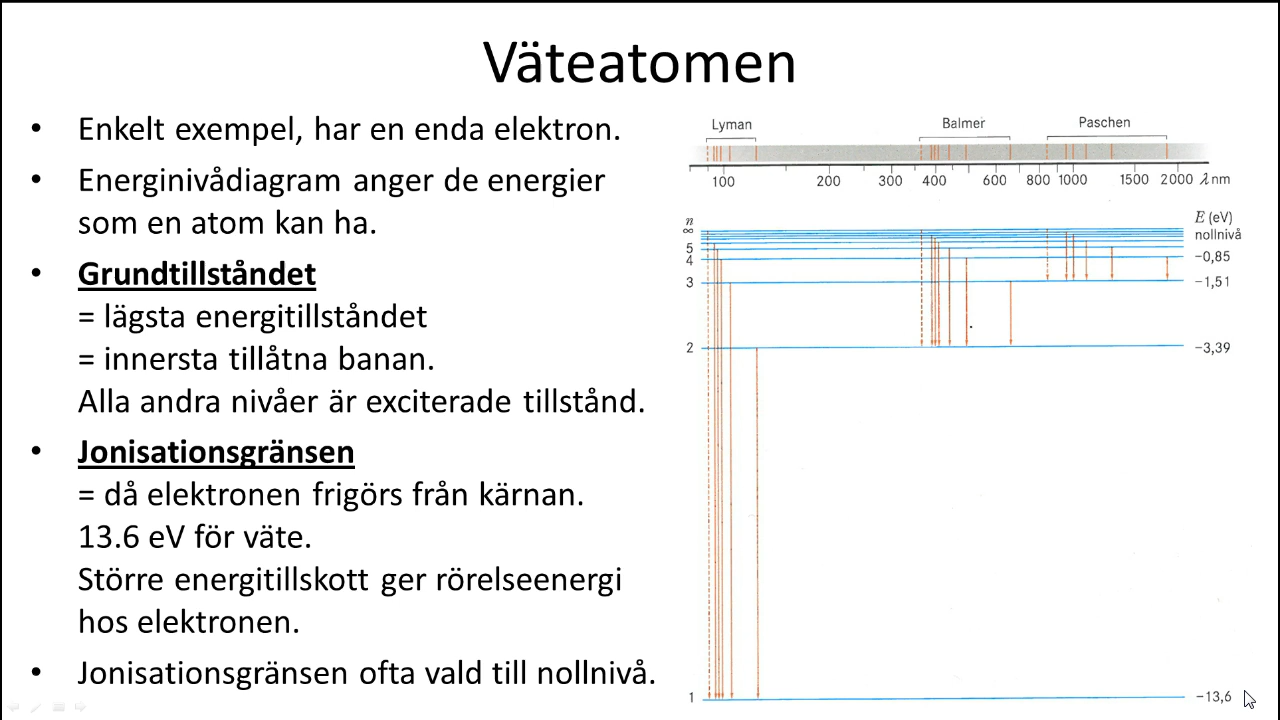 Väteatomen
• Enkelt exempel, har en enda elektron.
• Energinivådiagram anger de energier
som en atom kan ha.
• Grundtillståndet
= lägsta energitillståndet
= innersta tillåtna banan.
Alla andra nivåer är exciterade tillstånd.
• Jonisationsgränsen
= då elektronen frigörs från kärnan.
13.6 eV för väte.
Större energitillskott ger rörelseenergi
hos elektronen.
• Jonisationsgränsen ofta vald till nollnivå.
Lyman Balmer Paschen
100 200 300 400 600 800 1000 1500 2000 λ nm
n E (eV)
∞ nollnivå
5
4 −0,85
3 −1,51
2 −3,39
1 −13,6